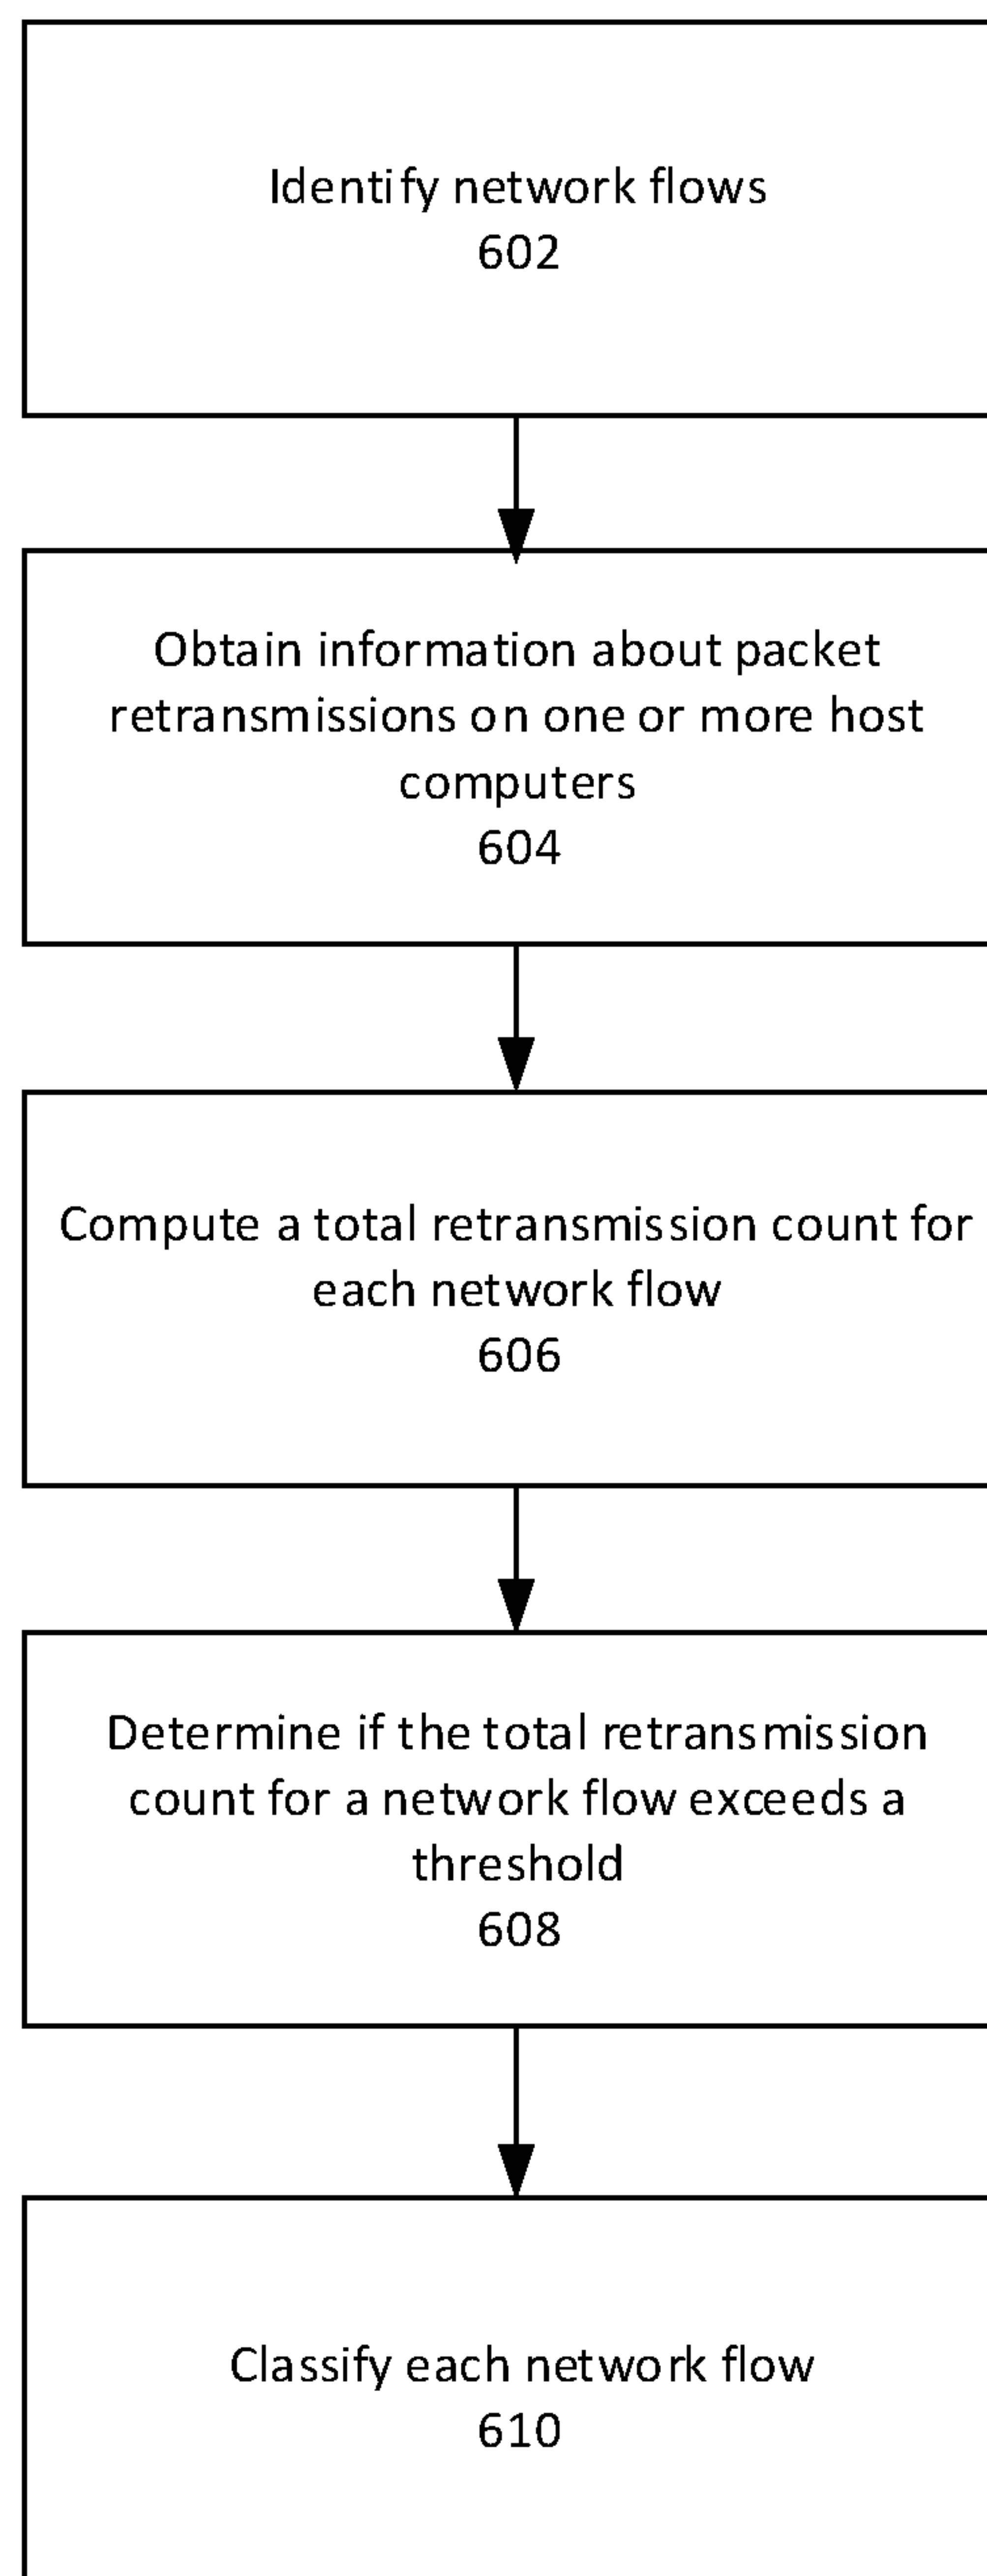 Identify network flows
602
Obtain information about packet
retransmissions on one or more host
computers
604
Compute a total retransmission count for
each network flow
606
Determine if the total retransmission
count for a network flow exceeds a
threshold
608
Classify each network flow
610